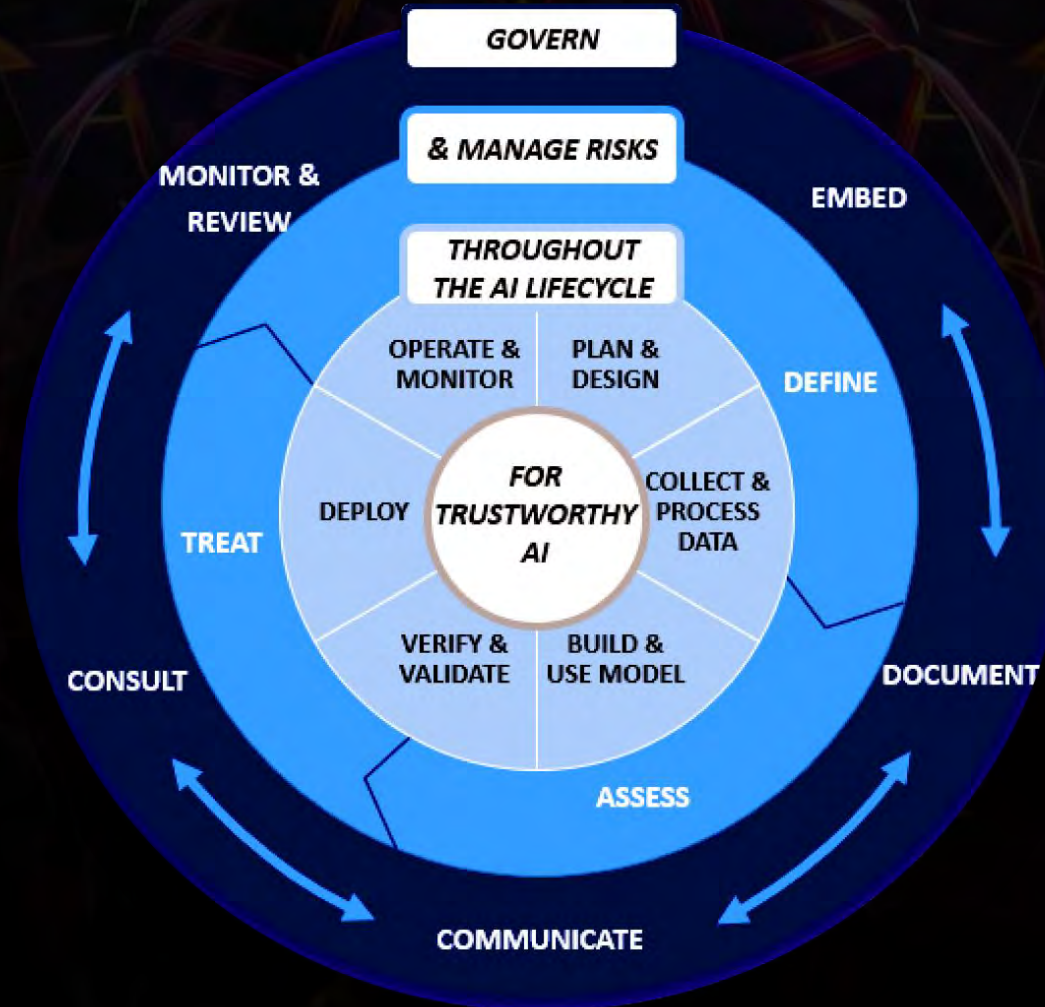 GOVERN
& MANAGE RISKS
THROUGHOUT
THE AI LIFECYCLE
FOR
TRUSTWORTHY
AI
MONITOR &
REVIEW
EMBED
DOCUMENT
COMMUNICATE
CONSULT
DEFINE
ASSESS
TREAT
PLAN &
DESIGN
COLLECT &
PROCESS
DATA
BUILD &
USE MODEL
VERIFY &
VALIDATE
DEPLOY
OPERATE &
MONITOR